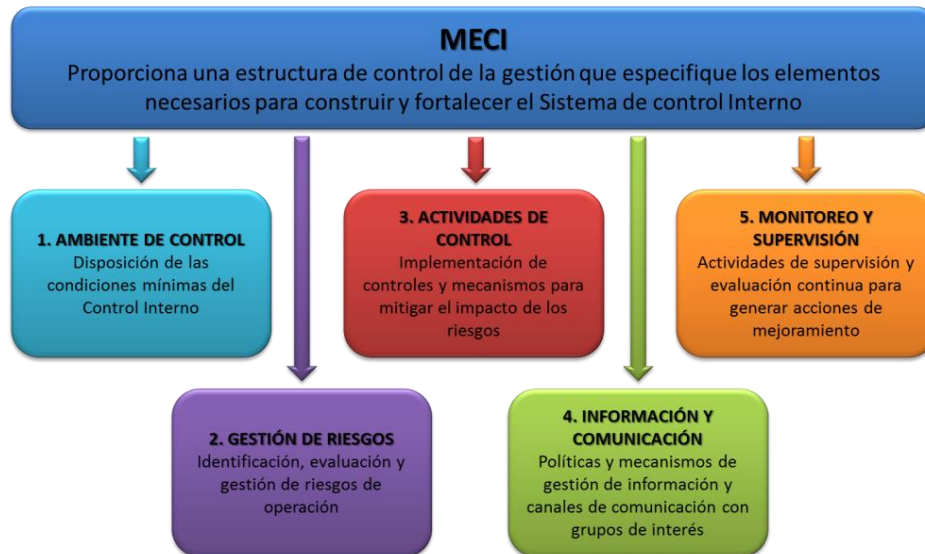 MECI
Proporciona una estructura de control de la gestión que especifique los elementos
necesarios para construir y fortalecer el Sistema de control Interno
1. AMBIENTE DE CONTROL
Disposición de las
condiciones mínimas del
Control Interno
2. GESTIÓN DE RIESGOS
Identificación, evaluación y
gestión de riesgos de
operación
3. ACTIVIDADES DE
CONTROL
Implementación de
controles y mecanismos para
mitigar el impacto de los
riesgos
4. INFORMACIÓN Y
COMUNICACIÓN
Políticas y mecanismos de
gestión de información y
canales de comunicación con
grupos de interés
5. MONITOREO Y
SUPERVISIÓN
Actividades de supervisión y
evaluación continua para
generar acciones de
mejoramiento